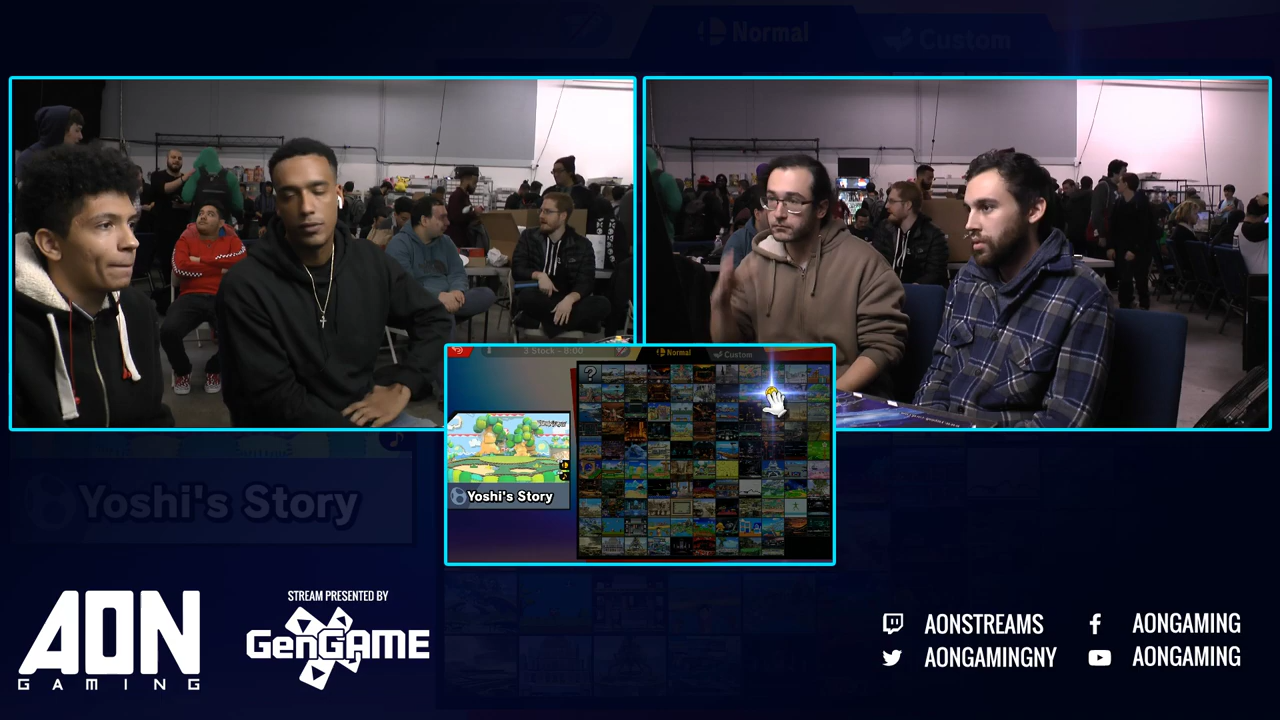 Normal
Custom
3 Stock - 8:00
Normal
Custom
Yoshi's Story
Yoshi's Story
AON
GAMING
STREAM PRESENTED BY
GenGAME
AONSTREAMS
AONGAMING
AONGAMINGNY
AONGAMING